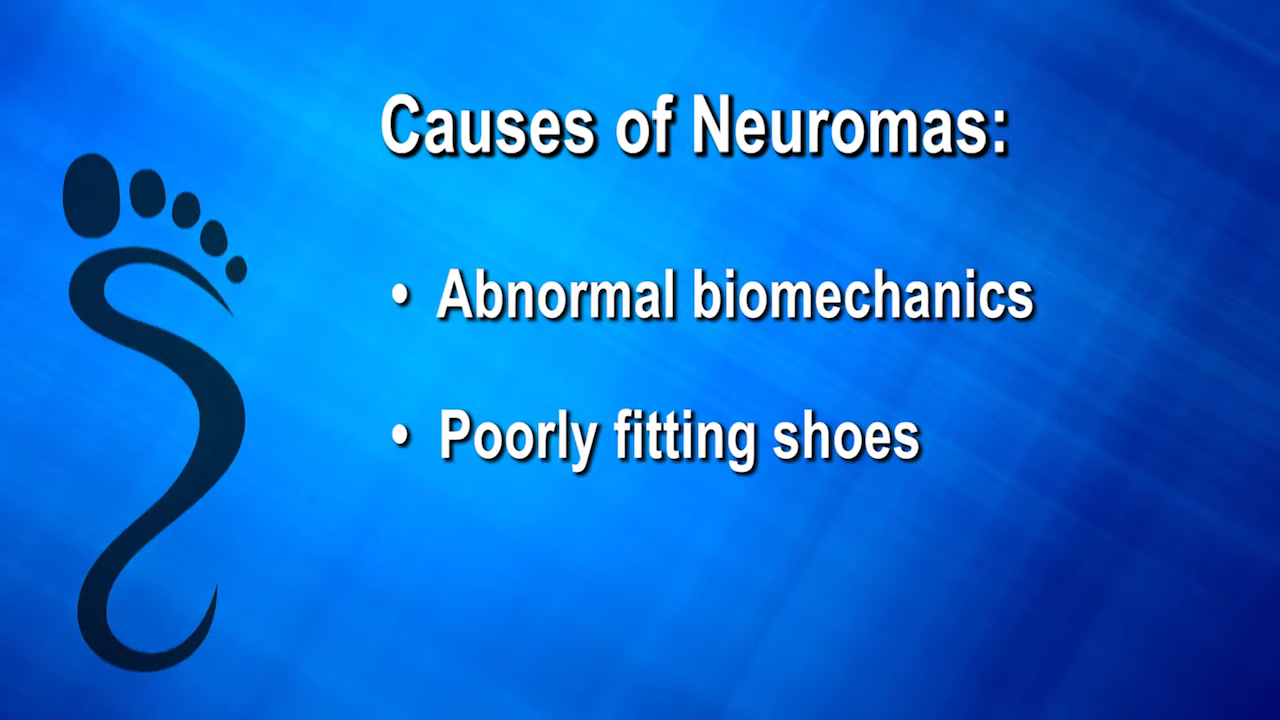 Causes of Neuromas:
• Abnormal biomechanics
• Poorly fitting shoes